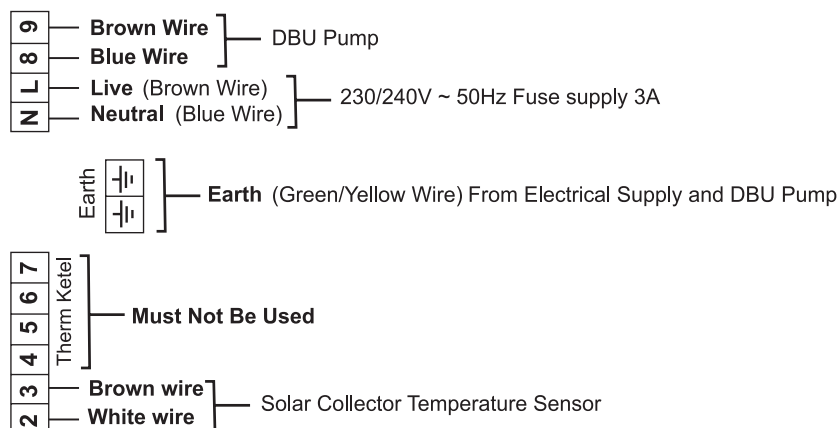 9 Brown Wire
DBU Pump
8 Blue Wire
L Live (Brown Wire)
230/240V ~ 50Hz Fuse supply 3A
N Neutral (Blue Wire)
Earth
Earth (Green/Yellow Wire) From Electrical Supply and DBU Pump
7
6
5
4
Therm Ketel
Must Not Be Used
3 Brown wire
Solar Collector Temperature Sensor
2 White wire